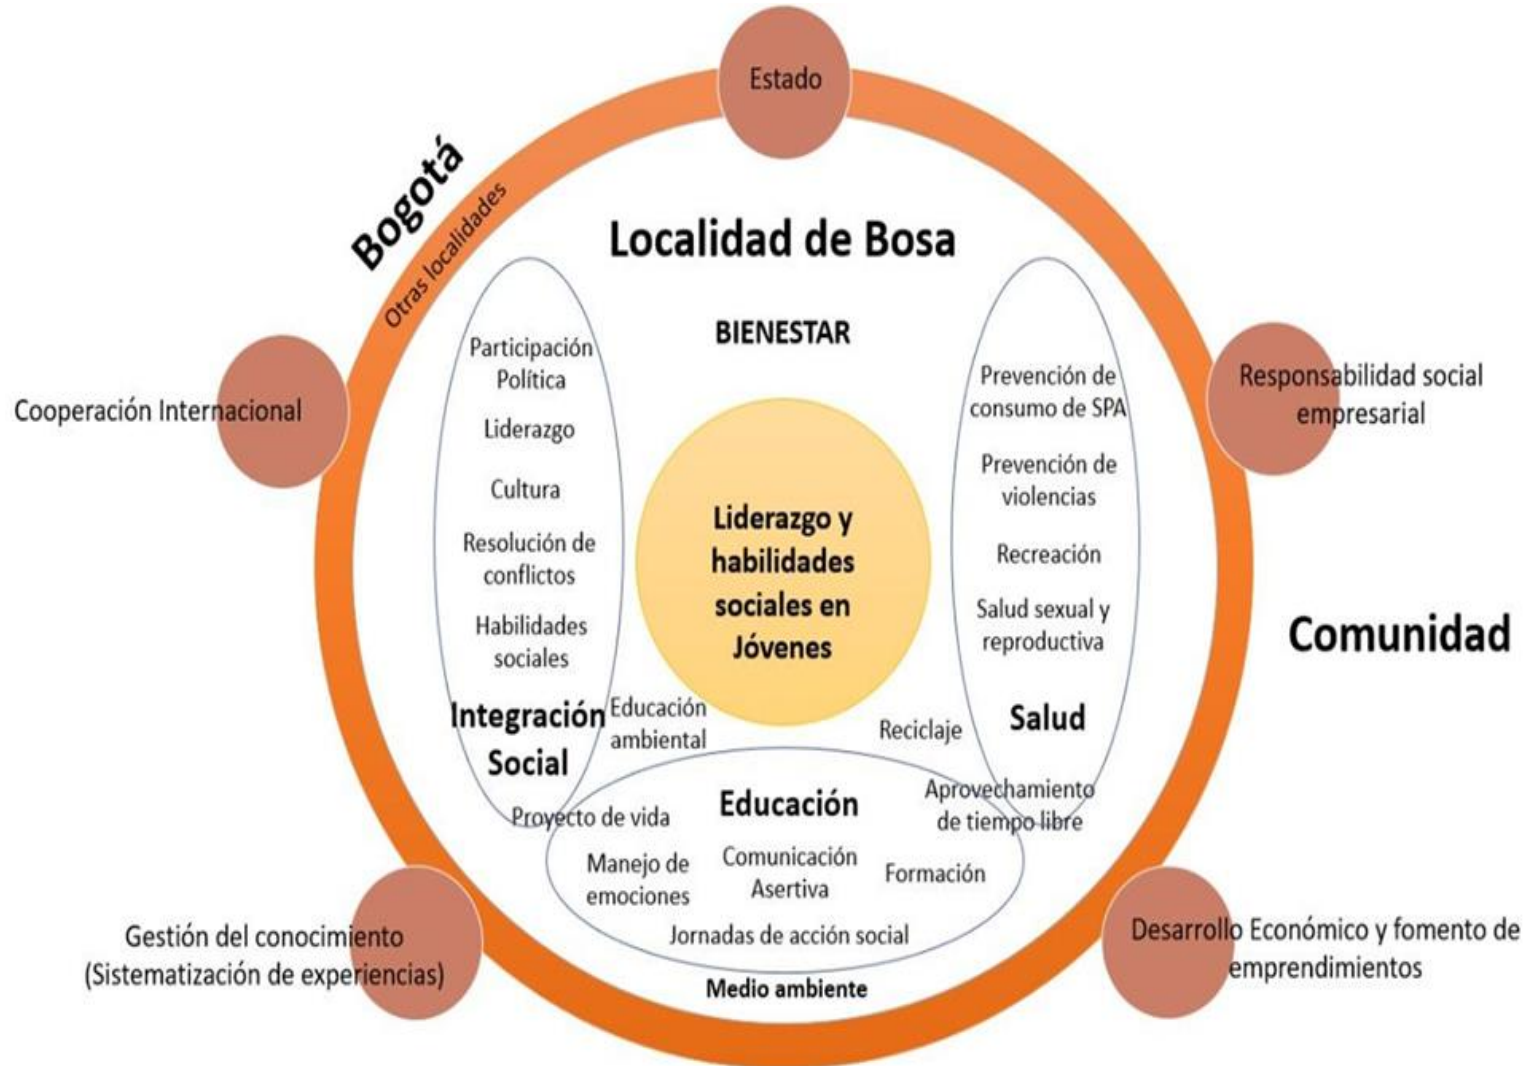 Estado
Bogotá
Otras localidades
Localidad de Bosa
BIENESTAR
Cooperación Internacional
Responsabilidad social
empresarial
Participación
Política
Liderazgo
Cultura
Resolución de
conflictos
Habilidades
sociales
Integración
Social
Liderazgo y
habilidades
sociales en
Jóvenes
Prevención de
consumo de SPA
Prevención de
violencias
Recreación
Salud sexual y
reproductiva
Salud
Comunidad
Educación
ambiental
Reciclaje
Educación
Proyecto de vida
Aprovechamiento
de tiempo libre
Manejo de
emociones
Comunicación
Asertiva
Formación
Jornadas de acción social
Medio ambiente
Gestión del conocimiento
(Sistematización de experiencias)
Desarrollo Económico y fomento de
emprendimientos